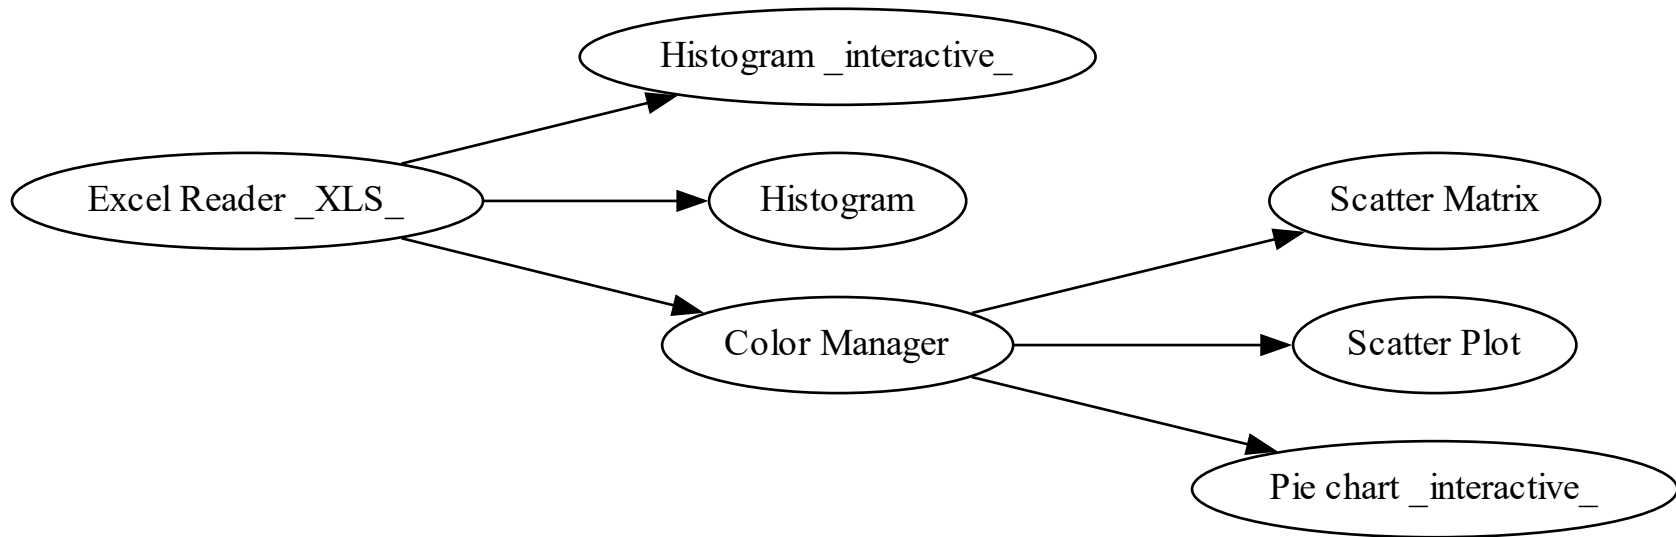 Histogram _interactive_
Excel Reader _XLS_
Histogram
Scatter Matrix
Color Manager
Scatter Plot
Pie chart _interactive_